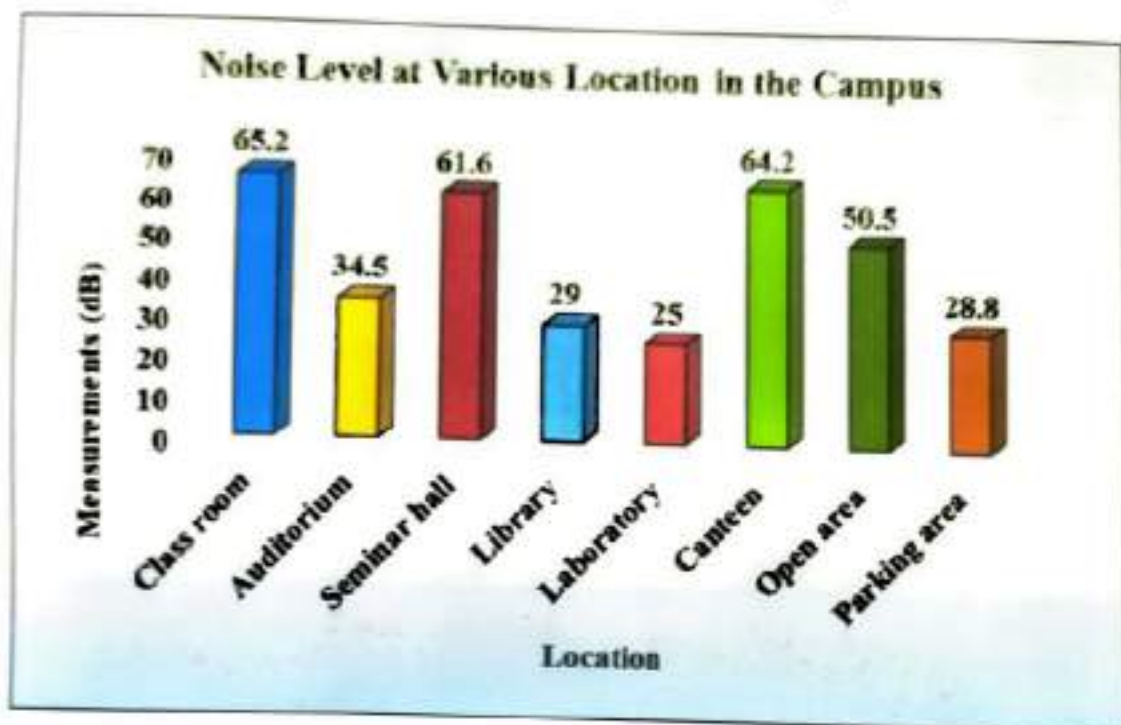 Noise Level at Various Location in the Campus
Measurements (dB)
70
60
50
40
30
20
10
0
65.2
34.5
61.6
29
25
64.2
50.5
28.8
Class room
Auditorium
Seminar hall
Library
Laboratory
Canteen
Open area
Parking area
Location